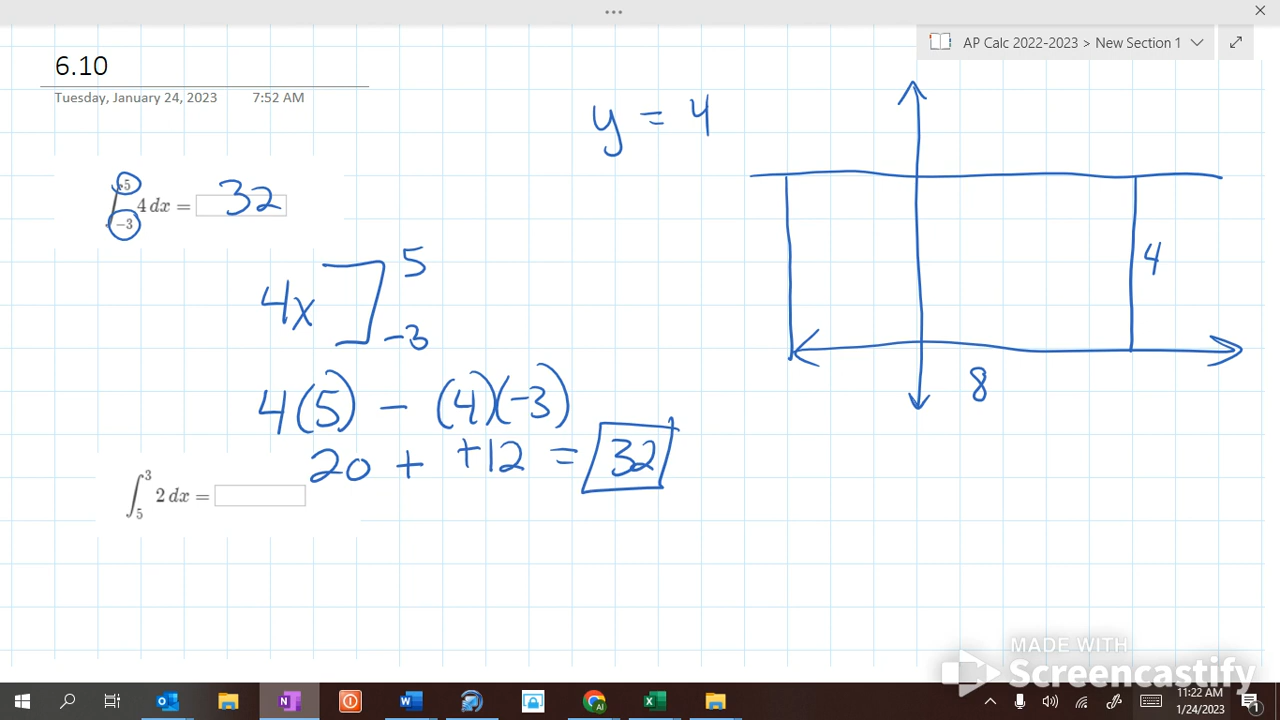 AP Calc 2022-2023 > New Section 1
6.10
Tuesday, January 24, 2023 7:52 AM
y = 4
∫_{-3}^{5} 4 dx = 32
4x ]_{-3}^{5}
4
8
4(5) - (4)(-3)
20 + +12 = 32
∫_{5}^{3} 2 dx =
MADE WITH
Screencastify
11:22 AM
1/24/2023